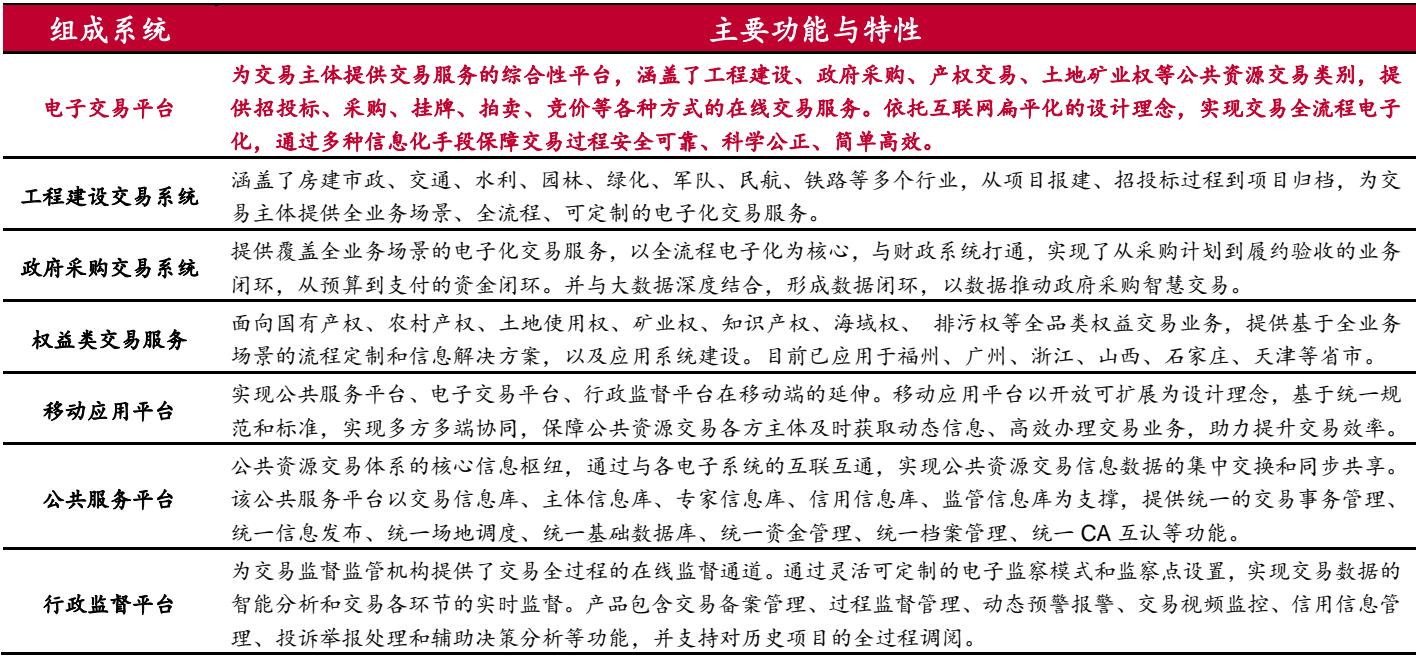 组成系统 主要功能与特性
为交易主体提供交易服务的综合性平台，涵盖了工程建设、政府采购、产权交易、土地矿业权等公共资源交易类别，提
电子交易平台 供招投标、采购、挂牌、拍卖、竞价等各种方式的在线交易服务。依托互联网扁平化的设计理念，实现交易全流程电子
化，通过多种信息化手段保障交易过程安全可靠、科学公正、简单高效。
工程建设交易系统 涵盖了房建市政、交通、水利、园林、绿化、军队、民航、铁路等多个行业，从项目报建、招投标过程到项目归档，为交
易主体提供全业务场景、全流程、可定制的电子化交易服务。
政府采购交易系统 提供覆盖全业务场景的电子化交易服务，以全流程电子化为核心，与财政系统打通，实现了从采购计划到履约验收的业务
闭环，从预算到支付的资金闭环。并与大数据深度结合，形成数据闭环，以数据推动政府采购智慧交易。
权益类交易服务 面向国有产权、农村产权、土地使用权、矿业权、知识产权、海域权、 排污权等全品类权益交易业务，提供基于全业务
场景的流程定制和信息解决方案，以及应用系统建设。目前已应用于福州、广州、浙江、山西、石家庄、天津等省市。
移动应用平台 实现公共服务平台、电子交易平台、行政监督平台在移动端的延伸。移动应用平台以开放可扩展为设计理念，基于统一规
范和标准，实现多方多端协同，保障公共资源交易各方主体及时获取动态信息、高效办理交易业务，助力提升交易效率。
公共资源交易体系的核心信息枢纽，通过与各电子系统的互联互通，实现公共资源交易信息数据的集中交换和同步共享。
公共服务平台 该公共服务平台以交易信息库、主体信息库、专家信息库、信用信息库、监管信息库为支撑，提供统一的交易事务管理、
统一信息发布、统一场地调度、统一基础数据库、统一资金管理、统一档案管理、统一 CA 互认等功能。
为交易监督监管机构提供了交易全过程的在线监督通道。通过灵活可定制的电子监察模式和监察点设置，实现交易数据的
行政监督平台 智能分析和交易各环节的实时监督。产品包含交易备案管理、过程监督管理、动态预警报警、交易视频监控、信用信息管
理、投诉举报处理和辅助决策分析等功能，并支持对历史项目的全过程调阅。